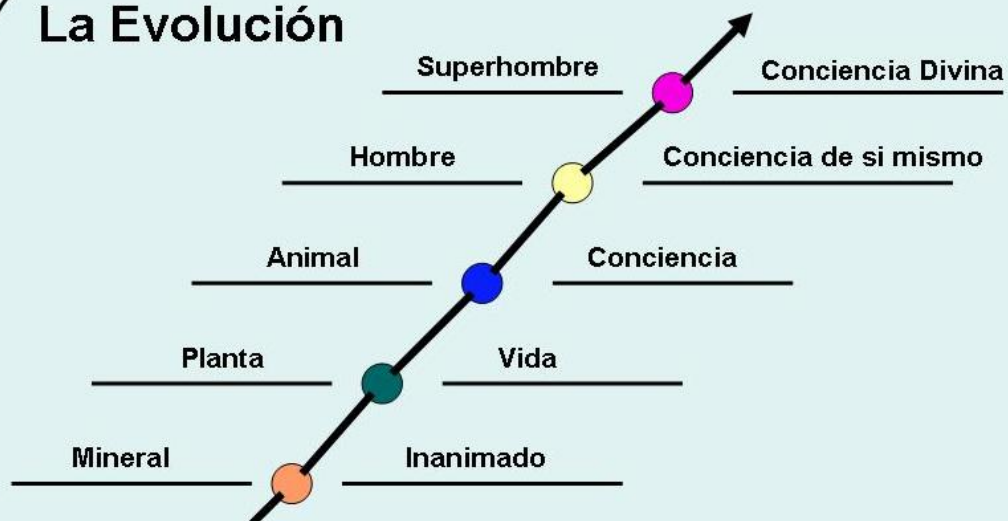 La Evolución
Superhombre
Conciencia Divina
Hombre
Conciencia de si mismo
Animal
Conciencia
Planta
Vida
Mineral
Inanimado